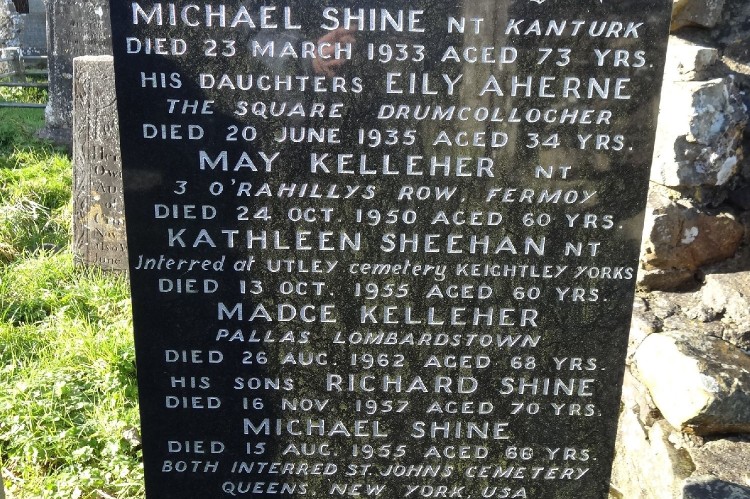 MICHAEL SHINE NT KANTURK
DIED 23 MARCH 1933 AGED 73 YRS.
HIS DAUGHTERS EILY AHERNE
THE SQUARE DRUMCOLLOGHER
DIED 20 JUNE 1935 AGED 34 YRS.
MAY KELLEHER NT
3 O'RAHILLYS ROW, FERMOY
DIED 24 OCT. 1950 AGED 60 YRS.
KATHLEEN SHEEHAN NT
Interred at UTLEY cemetery KEIGHTLEY YORKS
DIED 13 OCT. 1955 AGED 60 YRS.
MADGE KELLEHER
PALLAS LOMBARDSTOWN
DIED 26 AUG. 1962 AGED 68 YRS.
HIS SONS RICHARD SHINE
DIED 16 NOV 1957 AGED 70 YRS.
MICHAEL SHINE
DIED 15 AUG. 1955 AGED 66 YRS.
BOTH INTERRED ST. JOHNS CEMETERY
QUEENS NEW YORK. USA